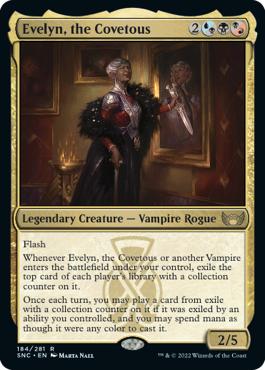 Evelyn, the Covetous 2
Legendary Creature — Vampire Rogue
Flash
Whenever Evelyn, the Covetous or another Vampire
enters the battlefield under your control, exile the
top card of each player's library with a collection
counter on it.
Once each turn, you may play a card from exile
with a collection counter on it if it was exiled by an
ability you controlled, and you may spend mana as
though it were any color to cast it.
184/281 R
SNC • EN MARTA NAEL
2/5
™ & © 2022 Wizards of the Coast